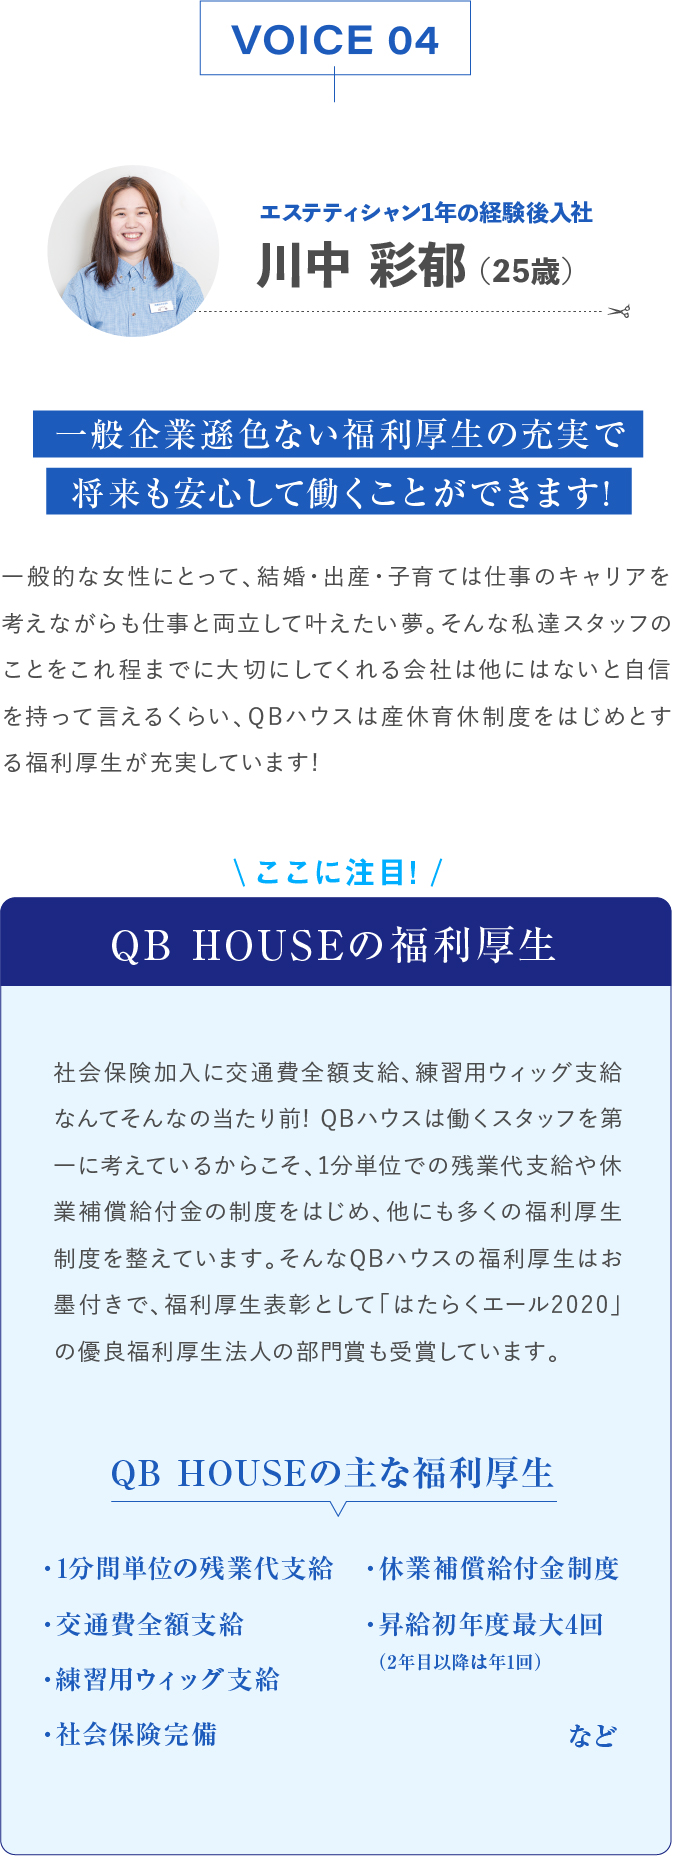 VOICE 04
エステティシャン1年の経験後入社
川中 彩郁（25歳）
一般企業遜色ない福利厚生の充実で
将来も安心して働くことができます!
一般的な女性にとって、結婚・出産・子育ては仕事のキャリアを
考えながらも仕事と両立して叶えたい夢。そんな私達スタッフの
ことをこれ程までに大切にしてくれる会社は他にはないと自信
を持って言えるくらい、QBハウスは産休育休制度をはじめとす
る福利厚生が充実しています!
\ ここに注目! /
QB HOUSEの福利厚生
社会保険加入に交通費全額支給、練習用ウィッグ支給
なんてそんなの当たり前! QBハウスは働くスタッフを第
一に考えているからこそ、1分単位での残業代支給や休
業補償給付金の制度をはじめ、他にも多くの福利厚生
制度を整えています。そんなQBハウスの福利厚生はお
墨付きで、福利厚生表彰として「はたらくエール2020」
の優良福利厚生法人の部門賞も受賞しています。
QB HOUSEの主な福利厚生
・1分間単位の残業代支給
・交通費全額支給
・練習用ウィッグ支給
・社会保険完備
・休業補償給付金制度
・昇給初年度最大4回
（2年目以降は年1回）
など